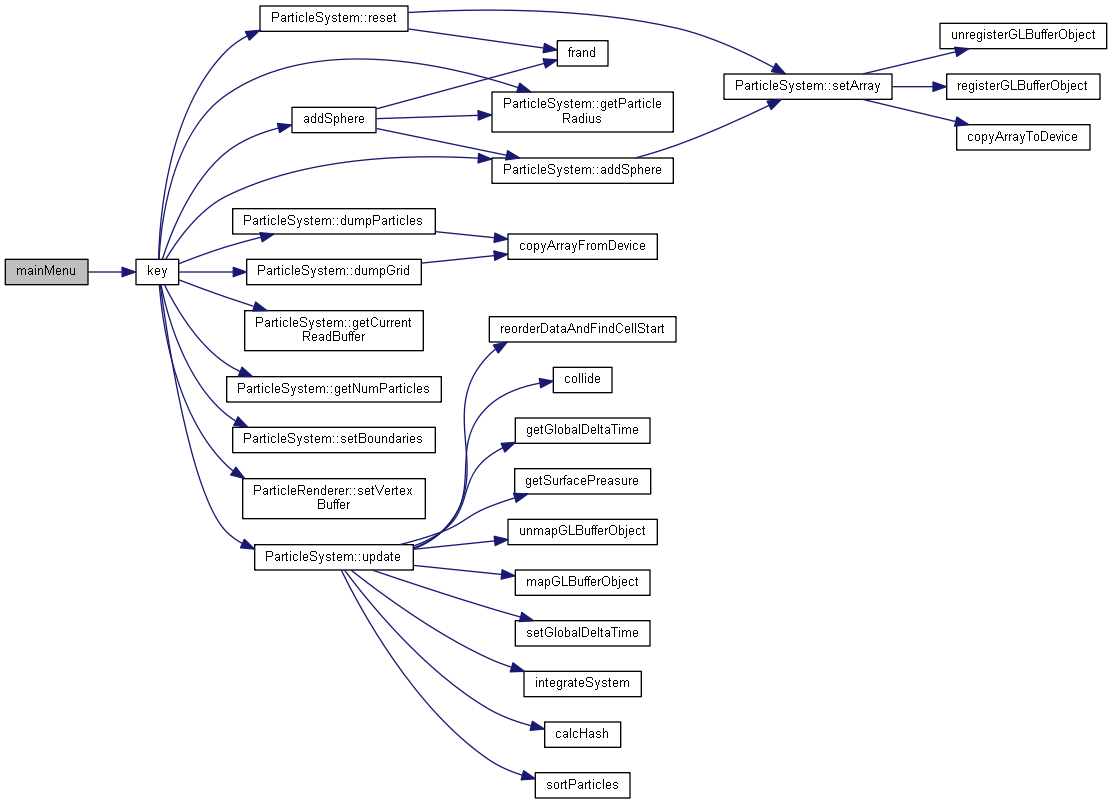 ParticleSystem::reset
frand
unregisterGLBufferObject
ParticleSystem::setArray
registerGLBufferObject
ParticleSystem::getParticle
Radius
addSphere
copyArrayToDevice
ParticleSystem::addSphere
ParticleSystem::dumpParticles
copyArrayFromDevice
mainMenu
key
ParticleSystem::dumpGrid
ParticleSystem::getCurrent
ReadBuffer
reorderDataAndFindCellStart
collide
ParticleSystem::getNumParticles
getGlobalDeltaTime
ParticleSystem::setBoundaries
getSurfacePreasure
ParticleRenderer::setVertex
Buffer
unmapGLBufferObject
ParticleSystem::update
mapGLBufferObject
setGlobalDeltaTime
integrateSystem
calcHash
sortParticles